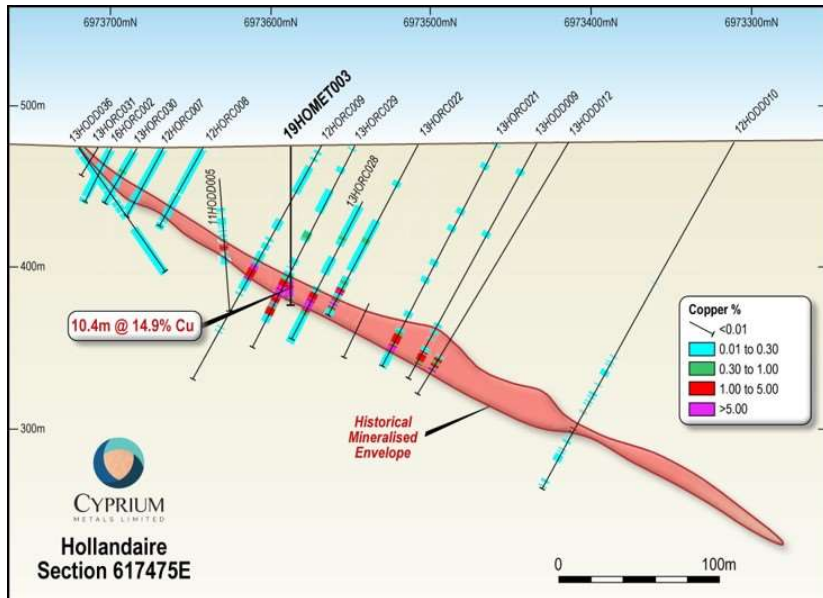 6973700mN
6973600mN
6973500mN
6973400mN
6973300mN
500m
400m
300m
13HODD036
13HORC031
16HORC002
13HORC030
12HORC007
12HORC008
11HODD005
19HOMET003
12HORC009
13HORC029
13HORC028
13HORC022
13HORC021
13HODD009
13HODD012
12HODD010
10.4m @ 14.9% Cu
Historical
Mineralised
Envelope
Copper %
<0.01
0.01 to 0.30
0.30 to 1.00
1.00 to 5.00
>5.00
CYPRIUM
METALS LIMITED
Hollandaire
Section 617475E
0
100m